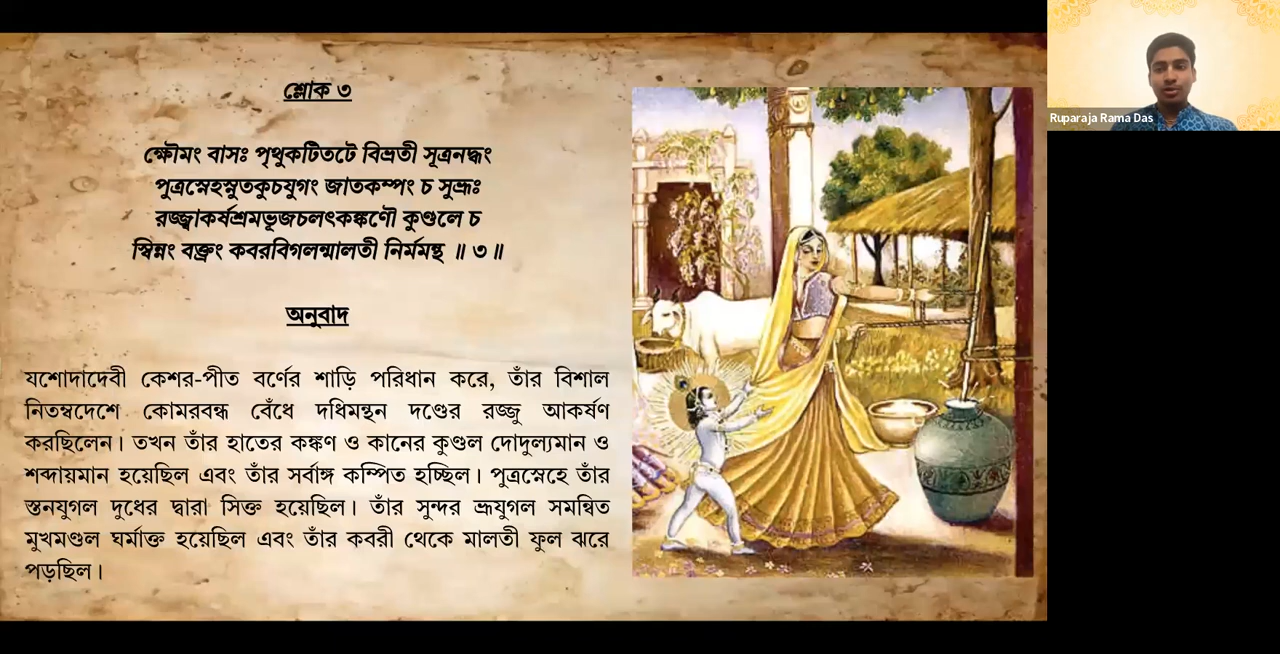 শ্লোক ৩
ক্ষৌমং বাসঃ পৃথুকটিতটে বিভ্রতী সূত্রনদ্ধং
পুত্রস্নেহস্নুতকুচযুগং জাতকম্পং চ সুভ্রূঃ
রজ্জ্বাকর্ষশ্রমভূজচলৎকঙ্কণৌ কুণ্ডলে চ
স্বিন্নং বক্ত্রং কবরবিগলন্মালতী নির্মমন্থ ॥ ৩ ॥
অনুবাদ
যশোদাদেবী কেশর-পীত বর্ণের শাড়ি পরিধান করে, তাঁর বিশাল
নিতম্বদেশে কোমরবন্ধ বেঁধে দধিমন্থন দণ্ডের রজ্জু আকর্ষণ
করছিলেন। তখন তাঁর হাতের কঙ্কণ ও কানের কুণ্ডল দোদুল্যমান ও
শব্দায়মান হয়েছিল এবং তাঁর সর্বাঙ্গ কম্পিত হচ্ছিল। পুত্রস্নেহে তাঁর
স্তনযুগল দুধের দ্বারা সিক্ত হয়েছিল। তাঁর সুন্দর ভ্রূযুগল সমন্বিত
মুখমণ্ডল ঘর্মাক্ত হয়েছিল এবং তাঁর কবরী থেকে মালতী ফুল ঝরে
পড়ছিল।
Ruparaja Rama Das